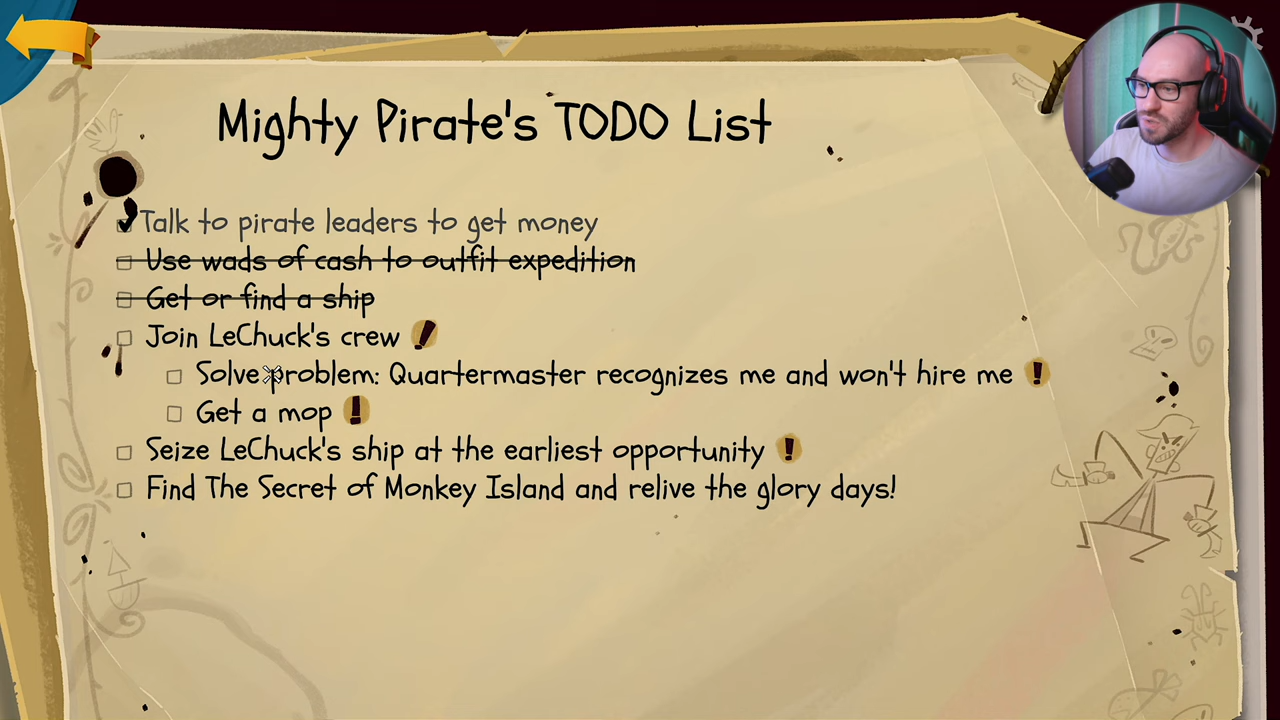 Mighty Pirate's TODO List
Talk to pirate leaders to get money
Use wads of cash to outfit expedition
Get or find a ship
Join LeChuck's crew !
Solve problem: Quartermaster recognizes me and won't hire me !
Get a mop !
Seize LeChuck's ship at the earliest opportunity !
Find The Secret of Monkey Island and relive the glory days!